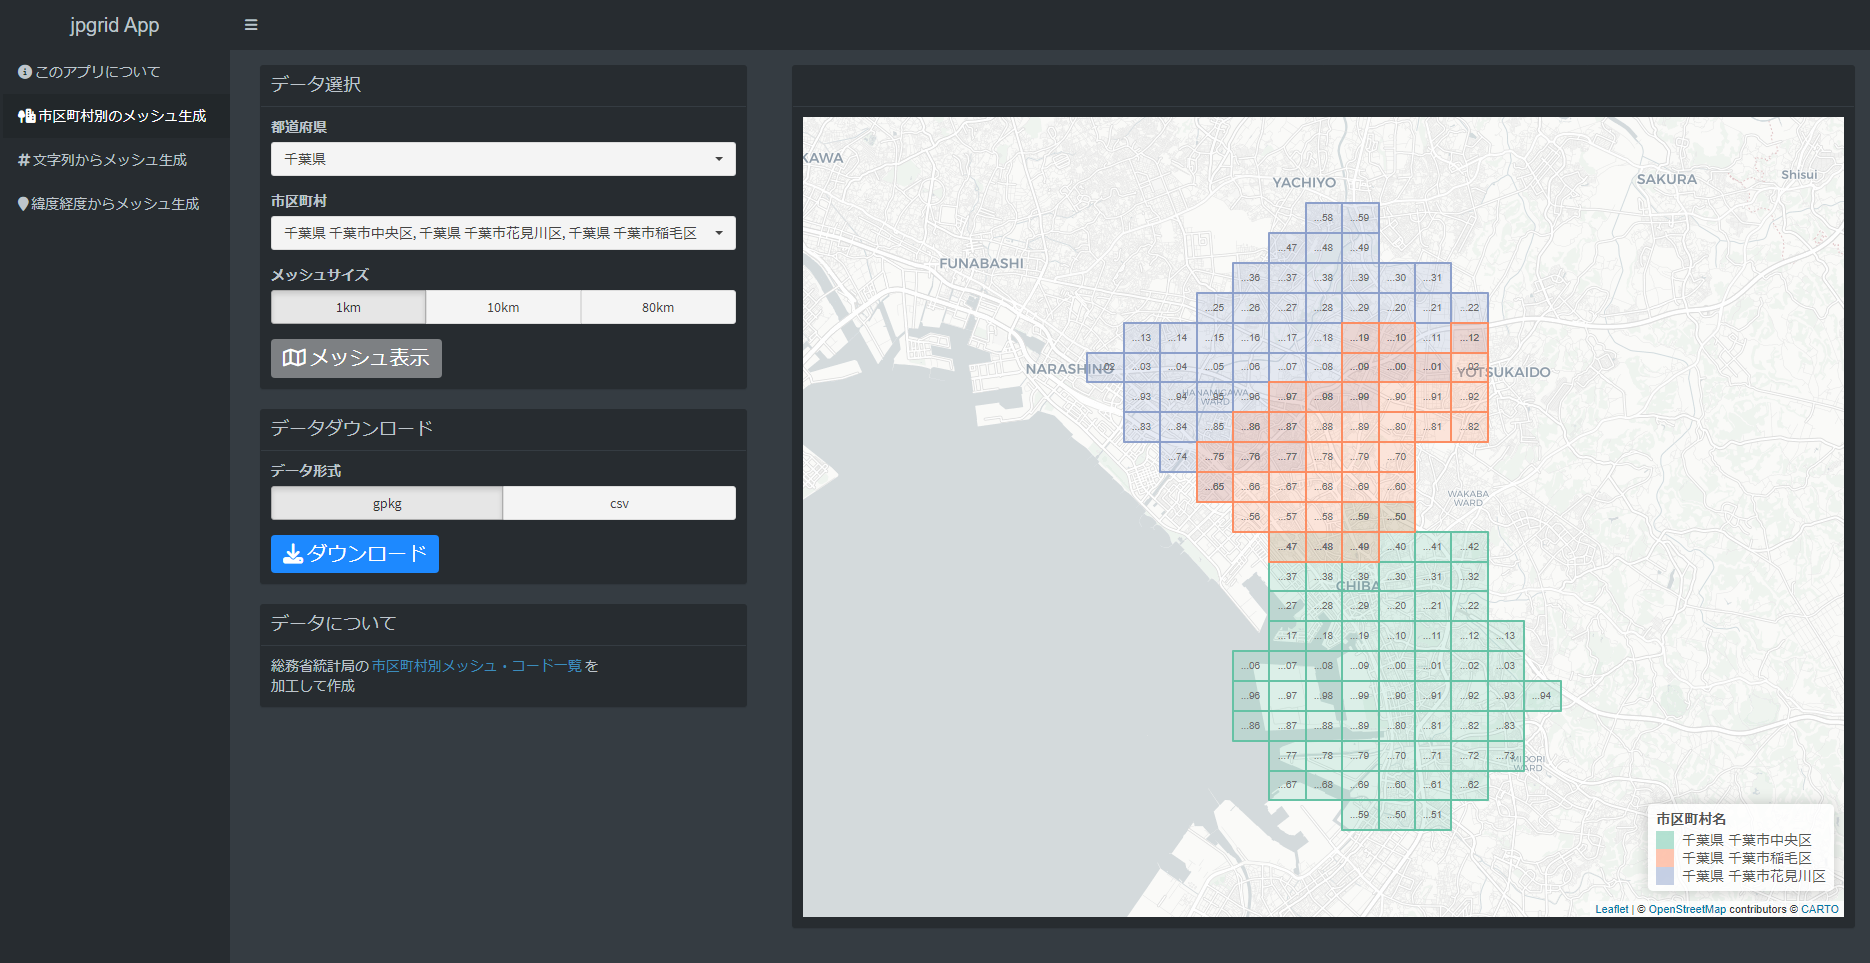 jpgrid App
このアプリについて
市区町村別のメッシュ生成
文字列からメッシュ生成
緯度経度からメッシュ生成
データ選択
都道府県
千葉県
市区町村
千葉県 千葉市中央区, 千葉県 千葉市花見川区, 千葉県 千葉市稲毛区
メッシュサイズ
1km 10km 80km
メッシュ表示
データダウンロード
データ形式
gpkg csv
ダウンロード
データについて
総務省統計局の 市区町村別メッシュ・コード一覧 を
加工して作成
KAWA
YACHIYO
SAKURA
Shisui
FUNABASHI
NARASHINO
YOTSUKAIDO
HANAMIGAWA
WARD
WAKABA
WARD
CHIBA
MIDORI
WARD
...58 ...59
...47 ...48 ...49
...36 ...37 ...38 ...39 ...30 ...31
...25 ...26 ...27 ...28 ...29 ...20 ...21 ...22
...13 ...14 ...15 ...16 ...17 ...18 ...19 ...10 ...11 ...12
...02 ...03 ...04 ...05 ...06 ...07 ...08 ...09 ...00 ...01 ...02
...93 ...94 ...95 ...96 ...97 ...98 ...99 ...90 ...91 ...92
...83 ...84 ...85 ...86 ...87 ...88 ...89 ...80 ...81 ...82
...74 ...75 ...76 ...77 ...78 ...79 ...70
...65 ...66 ...67 ...68 ...69 ...60
...56 ...57 ...58 ...59 ...50
...47 ...48 ...49 ...40 ...41 ...42
...37 ...38 ...39 ...30 ...31 ...32
...27 ...28 ...29 ...20 ...21 ...22
...17 ...18 ...19 ...10 ...11 ...12 ...13
...06 ...07 ...08 ...09 ...00 ...01 ...02 ...03
...96 ...97 ...98 ...99 ...90 ...91 ...92 ...93 ...94
...86 ...87 ...88 ...89 ...80 ...81 ...82 ...83
...77 ...78 ...79 ...70 ...71 ...72 ...73
...67 ...68 ...69 ...60 ...61 ...62
...59 ...50 ...51
市区町村名
千葉県 千葉市中央区
千葉県 千葉市稲毛区
千葉県 千葉市花見川区
Leaflet | © OpenStreetMap contributors © CARTO